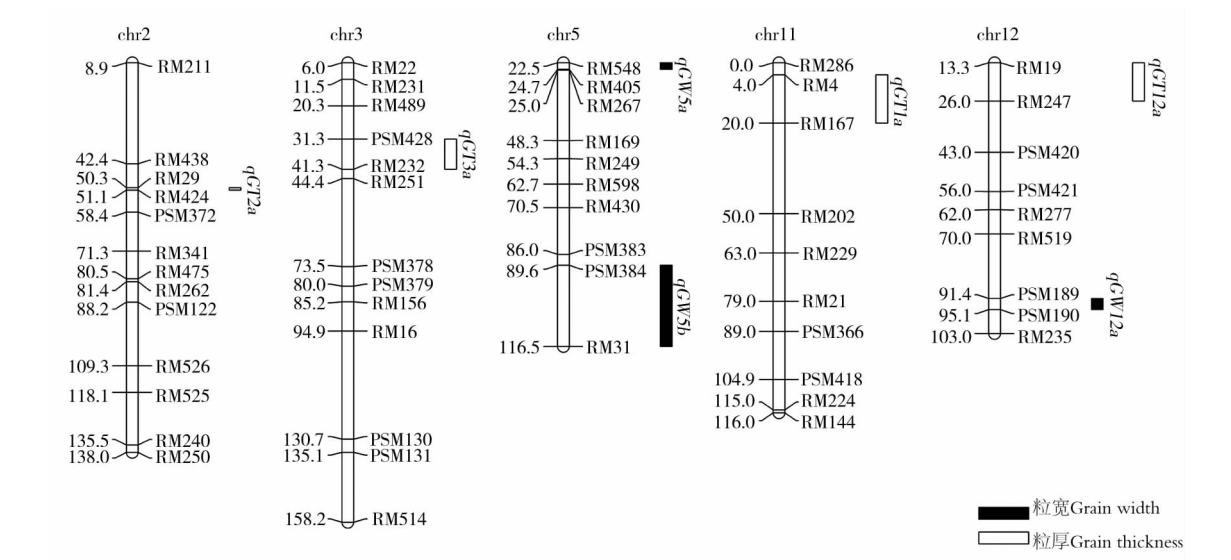 chr2
8.9 RM211
42.4 RM438
50.3 RM29
51.1 RM424
58.4 PSM372
71.3 RM341
80.5 RM475
81.4 RM262
88.2 PSM122
109.3 RM526
118.1 RM525
135.5 RM240
138.0 RM250
qGT2a
chr3
6.0 RM22
11.5 RM231
20.3 RM489
31.3 PSM428
41.3 RM232
44.4 RM251
73.5 PSM378
80.0 PSM379
85.2 RM156
94.9 RM16
130.7 PSM130
135.1 PSM131
158.2 RM514
qGT3a
chr5
22.5 RM548
24.7 RM405
25.0 RM267
48.3 RM169
54.3 RM249
62.7 RM598
70.5 RM430
86.0 PSM383
89.6 PSM384
116.5 RM31
qGW5a
qGW5b
chr11
0.0 RM286
4.0 RM4
20.0 RM167
50.0 RM202
63.0 RM229
79.0 RM21
89.0 PSM366
104.9 PSM418
115.0 RM224
116.0 RM144
qGT1a
chr12
13.3 RM19
26.0 RM247
43.0 PSM420
56.0 PSM421
62.0 RM277
70.0 RM519
91.4 PSM189
95.1 PSM190
103.0 RM235
qGT12a
qGW12a
粒宽Grain width
粒厚Grain thickness